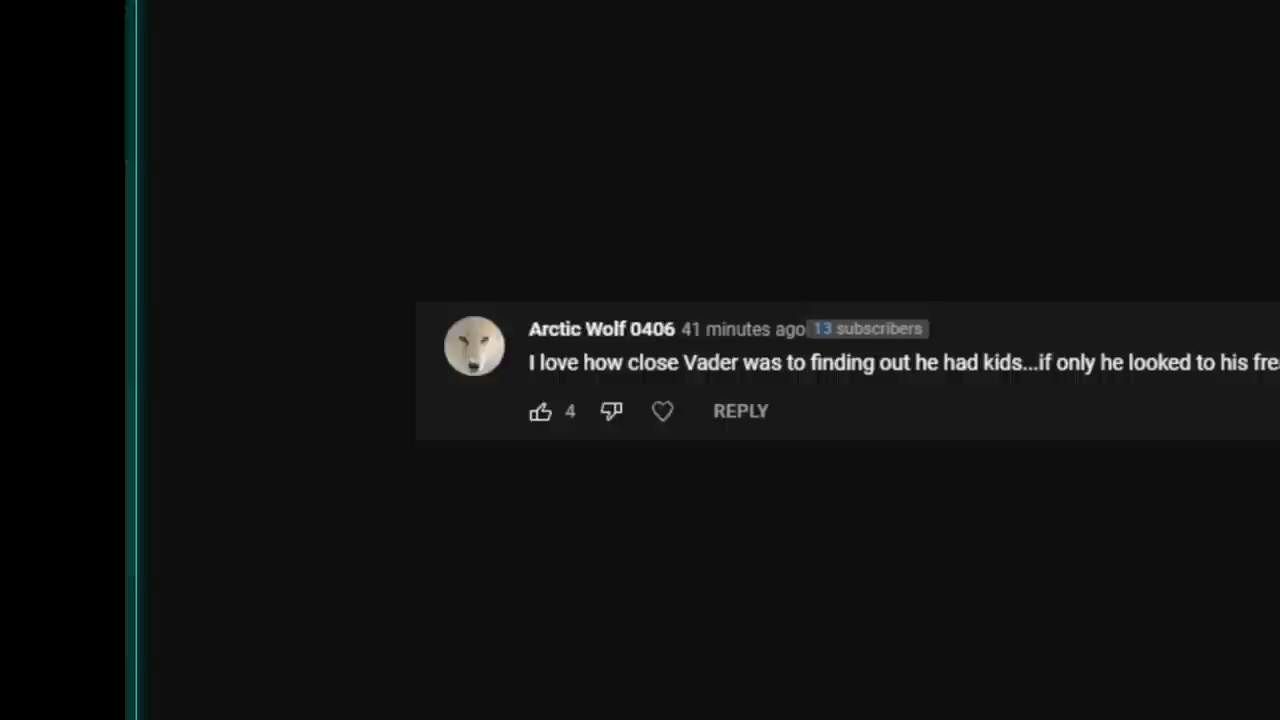 Arctic Wolf 0406 41 minutes ago 13 subscribers
I love how close Vader was to finding out he had kids...if only he looked to his
4 REPLY